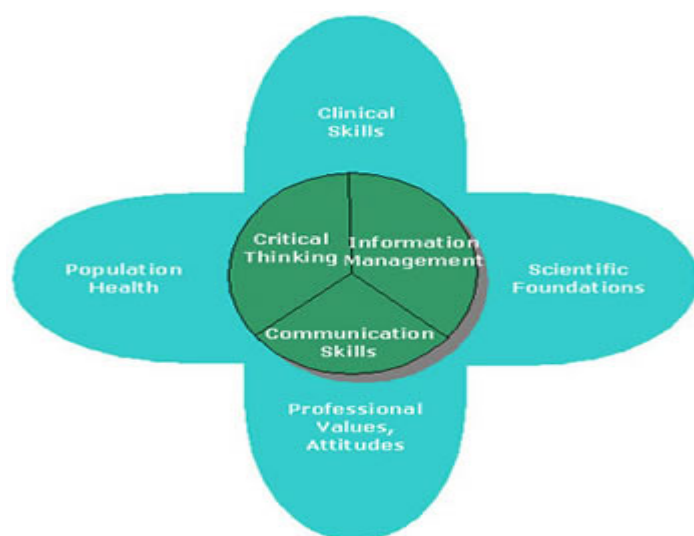 Clinical
Skills
Critical
Thinking
Information
Management
Population
Health
Scientific
Foundations
Communication
Skills
Professional
Values,
Attitudes